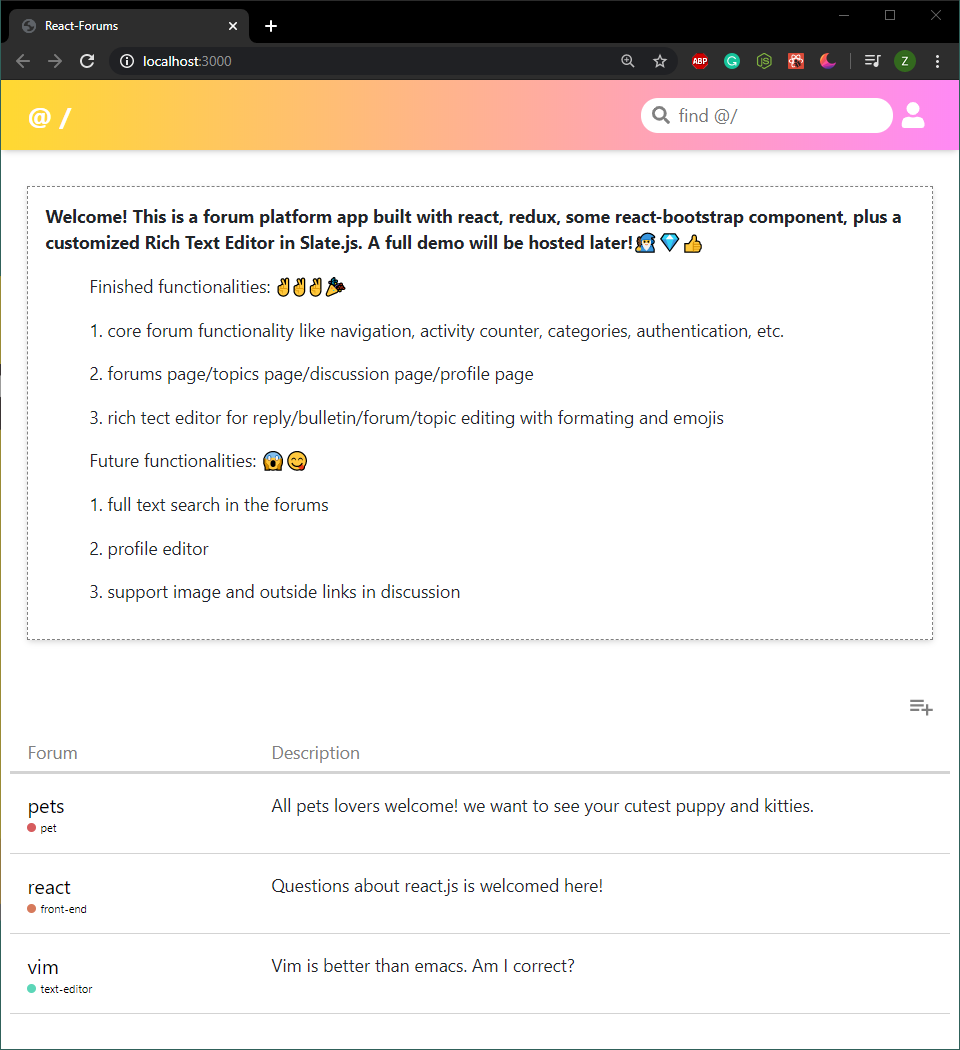 React-Forums
localhost:3000
ABP
G
JS
Z
@ /
find @/
Welcome! This is a forum platform app built with react, redux, some react-bootstrap component, plus a
customized Rich Text Editor in Slate.js. A full demo will be hosted later!🧙💎👍
Finished functionalities: ✌✌✌🎉
1. core forum functionality like navigation, activity counter, categories, authentication, etc.
2. forums page/topics page/discussion page/profile page
3. rich tect editor for reply/bulletin/forum/topic editing with formating and emojis
Future functionalities: 😱😋
1. full text search in the forums
2. profile editor
3. support image and outside links in discussion
Forum Description
pets All pets lovers welcome! we want to see your cutest puppy and kitties.
pet
react Questions about react.js is welcomed here!
front-end
vim Vim is better than emacs. Am I correct?
text-editor